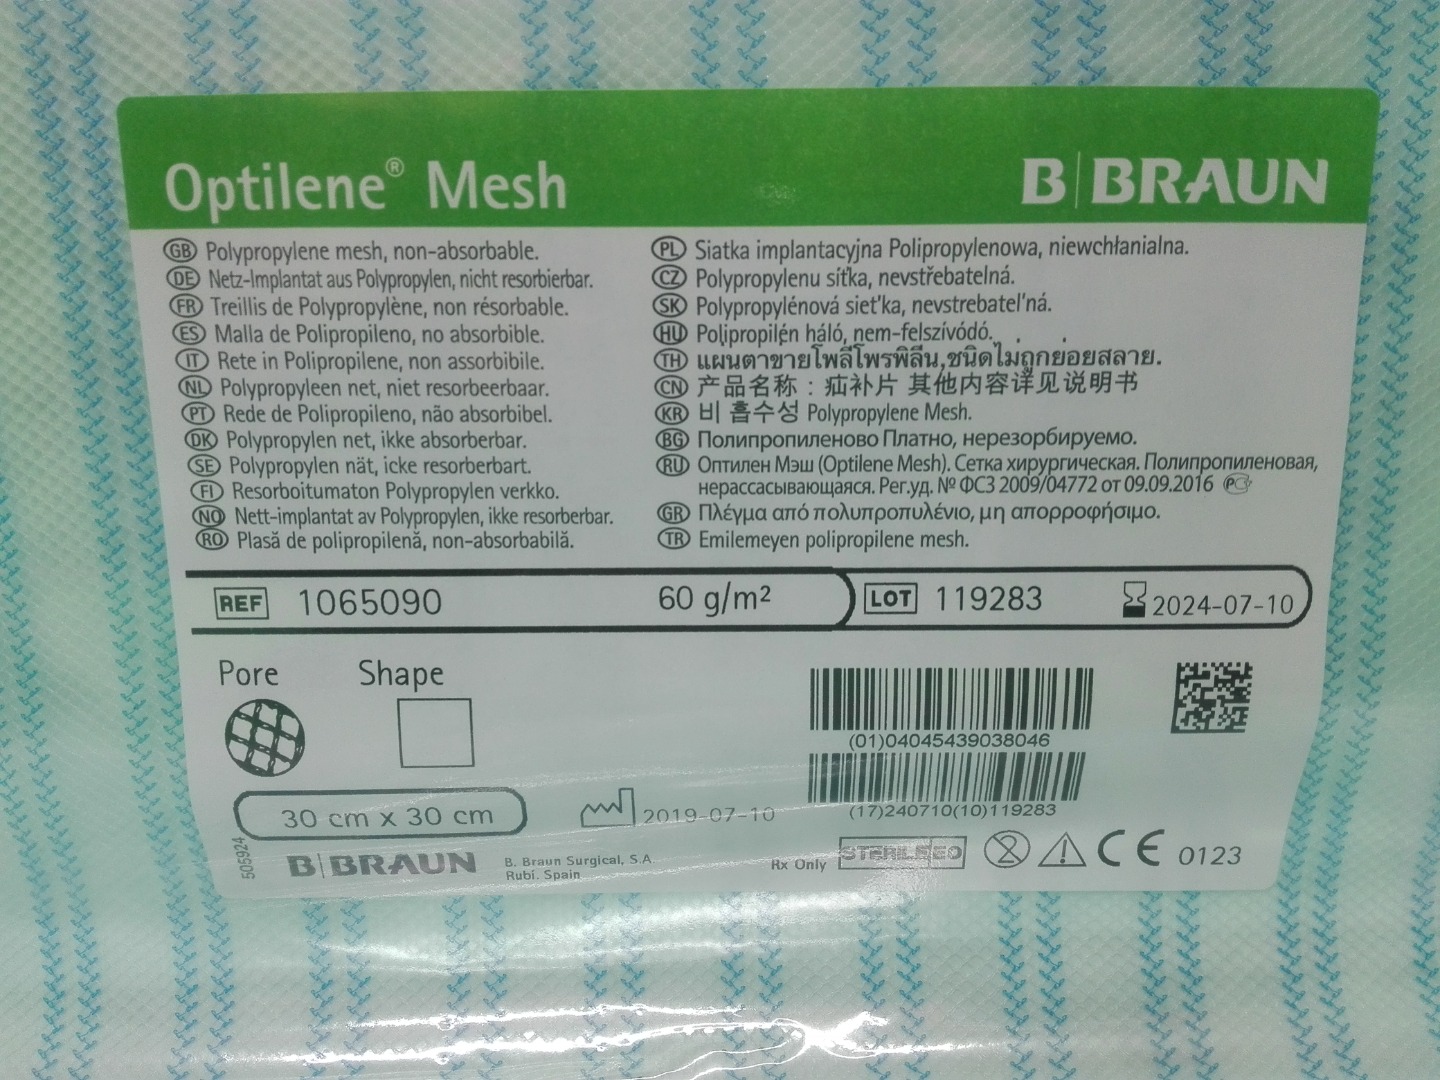 Optilene® Mesh
B|BRAUN
GB Polypropylene mesh, non-absorbable.
DE Netz-Implantat aus Polypropylen, nicht resorbierbar.
FR Treillis de Polypropylène, non résorbable.
ES Malla de Polipropileno, no absorbible.
IT Rete in Polipropilene, non assorbibile.
NL Polypropyleen net, niet resorbeerbaar.
PT Rede de Polipropileno, não absorbibel.
DK Polypropylen net, ikke absorberbar.
SE Polypropylen nät, icke resorberbart.
FI Resorboitumaton Polypropylen verkko.
NO Nett-implantat av Polypropylen, ikke resorberbar.
RO Plasă de polipropilenă, non-absorbabilă.
PL Siatka implantacyjna Polipropylenowa, niewchłanialna.
CZ Polypropylenu síťka, nevstřebatelná.
SK Polypropylénová sieťka, nevstrebateľná.
HU Polipropilén háló, nem-felszívódó.
TH แผ่นตาข่ายโพลีโพรพิลีน,ชนิดไม่ถูกย่อยสลาย.
CN 产品名称：疝补片 其他内容详见说明书
KR 비 흡수성 Polypropylene Mesh.
BG Полипропиленово Платно, нерезорбируемо.
RU Оптилен Мэш (Optilene Mesh). Сетка хирургическая. Полипропиленовая,
нерассасывающаяся. Рег.уд. № ФСЗ 2009/04772 от 09.09.2016
GR Πλέγμα από πολυπροπυλένιο, μη απορροφήσιμο.
TR Emilemeyen polipropilene mesh.
REF 1065090 60 g/m² LOT 119283 2024-07-10
Pore Shape
(01)04045439038046
(17)240710(10)119283
30 cm x 30 cm
2019-07-10
505924
B|BRAUN
B. Braun Surgical, S.A.
Rubí. Spain
Rx Only
STERILE EO
2
CE 0123